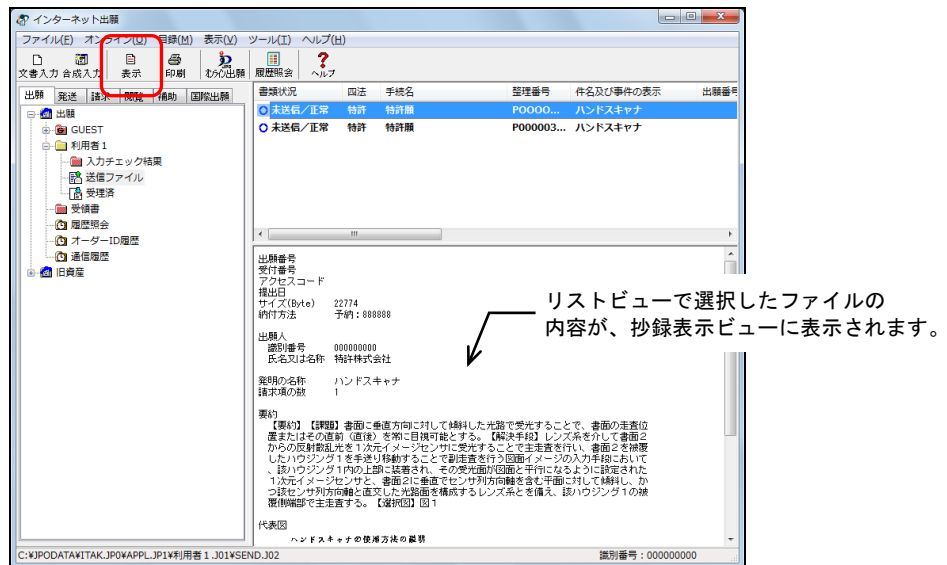 インターネット出願
ファイル(F) オンライン(O) 目録(M) 表示(V) ツール(T) ヘルプ(H)
文書入力 合成入力 表示 印刷 オンライン出願 履歴照会 ヘルプ
出願 発送 請求 閲覧 補助 国際出願
出願
GUEST
利用者1
入力チェック結果
送信ファイル
受理済
受領書
履歴照会
オーダーID履歴
通信履歴
旧資産
書類状況 四法 手続名 整理番号 件名及び事件の表示 出願番号
未送信/正常 特許 特許願 P0000... ハンドスキャナ
未送信/正常 特許 特許願 P000003... ハンドスキャナ
出願番号
受付番号
アクセスコード
提出日
サイズ(Byte) 22774
納付方法 予納:888888
出願人
識別番号 000000000
氏名又は名称 特許株式会社
発明の名称 ハンドスキャナ
請求項の数 1
要約
【要約】【課題】書面に垂直方向に対して傾斜した光路で受光することで、書面の走査位
置またはその直前(直後)を常に目視可能とする。【解決手段】レンズ系を介して書面2
からの反射散乱光を1次元イメージセンサに受光することで主走査を行い、書面2を被覆
したハウジング1を手送り移動することで副走査を行う図面イメージの入力手段において
、該ハウジング1内の上部に装着され、その受光面が図面と平行になるように設定された
1次元イメージセンサと、書面2に垂直でセンサ列方向軸を含む平面に対して傾斜し、か
つ該センサ列方向軸と直交した光路面を構成するレンズ系とを備え、該ハウジング1の被
覆側端部で主走査する。【選択図】図1
代表図
ハンドスキャナの使用方法の説明
リストビューで選択したファイルの
内容が、抄録表示ビューに表示されます。
C:¥JPODATA¥ITAK.JP0¥APPL.JP1¥利用者1.J01¥SEND.J02 識別番号:000000000